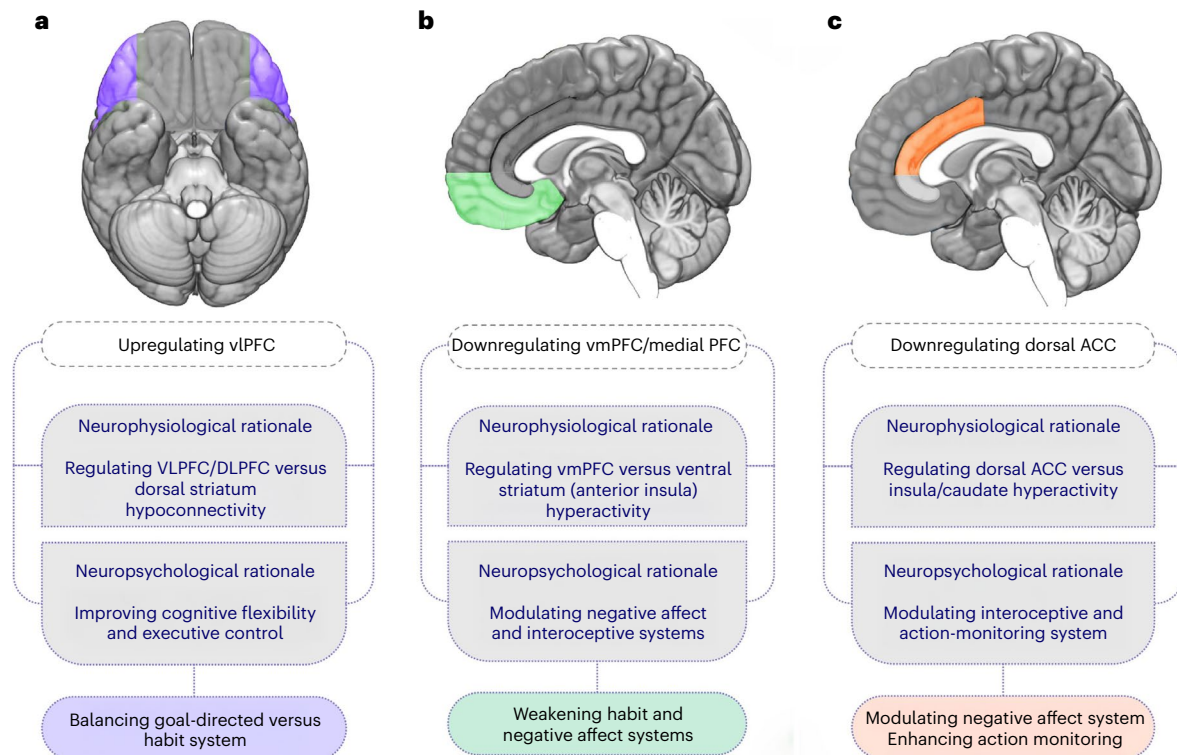 a
Upregulating vlPFC
Neurophysiological rationale
Regulating VLPFC/DLPFC versus
dorsal striatum
hypoconnectivity
Neuropsychological rationale
Improving cognitive flexibility
and executive control
Balancing goal-directed versus
habit system
b
Downregulating vmPFC/medial PFC
Neurophysiological rationale
Regulating vmPFC versus ventral
striatum (anterior insula)
hyperactivity
Neuropsychological rationale
Modulating negative affect
and interoceptive systems
Weakening habit and
negative affect systems
c
Downregulating dorsal ACC
Neurophysiological rationale
Regulating dorsal ACC versus
insula/caudate hyperactivity
Neuropsychological rationale
Modulating interoceptive and
action-monitoring system
Modulating negative affect system
Enhancing action monitoring